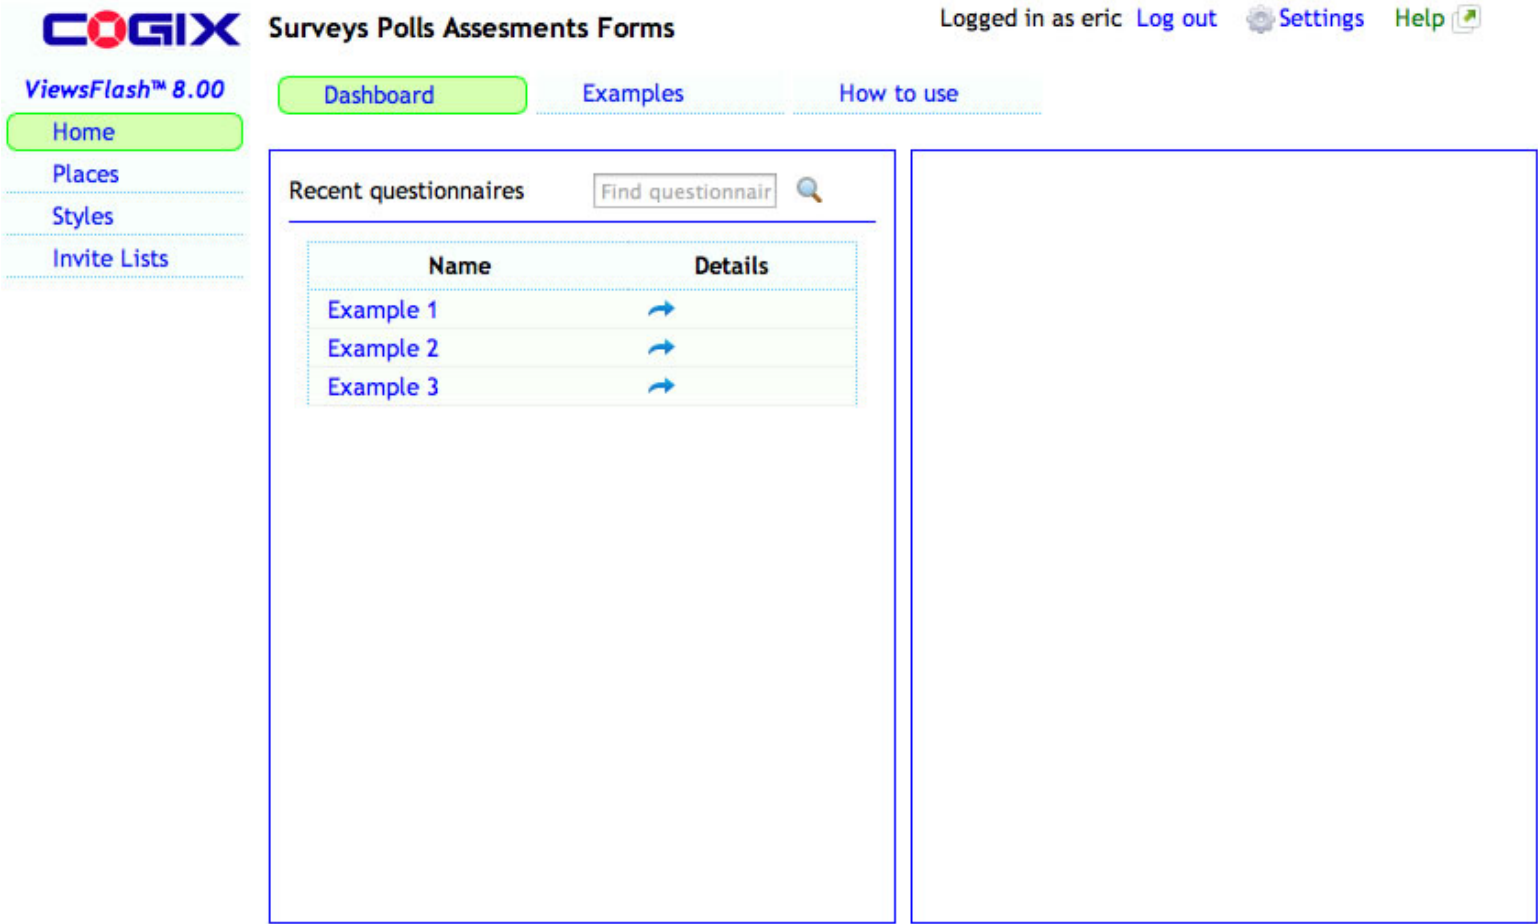 COGIX
Surveys Polls Assesments Forms
Logged in as eric Log out Settings Help
ViewsFlash™ 8.00
Dashboard Examples How to use
Home
Places
Styles
Invite Lists
Recent questionnaires Find questionnair
Name Details
Example 1
Example 2
Example 3